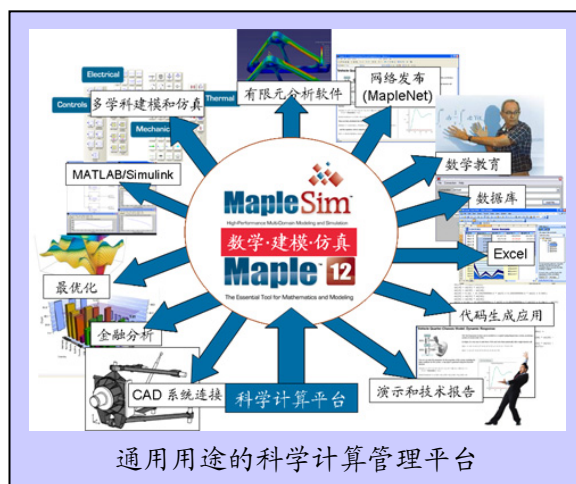 Electrical
Controls
多学科建模和仿真
Thermal
Mechanic
有限元分析软件
网络发布
(MapleNet)
数学教育
MATLAB/Simulink
数据库
MapleSim
High-Performance Multi-Domain Modeling and Simulation
数学·建模·仿真
Maple 12
The Essential Tool for Mathematics and Modeling
Excel
最优化
代码生成应用
金融分析
CAD 系统连接
科学计算平台
演示和技术报告
通用用途的科学计算管理平台